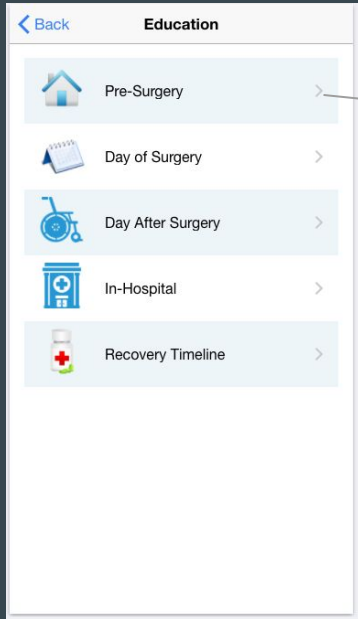 Back
Education
Pre-Surgery
Day of Surgery
Day After Surgery
In-Hospital
Recovery Timeline